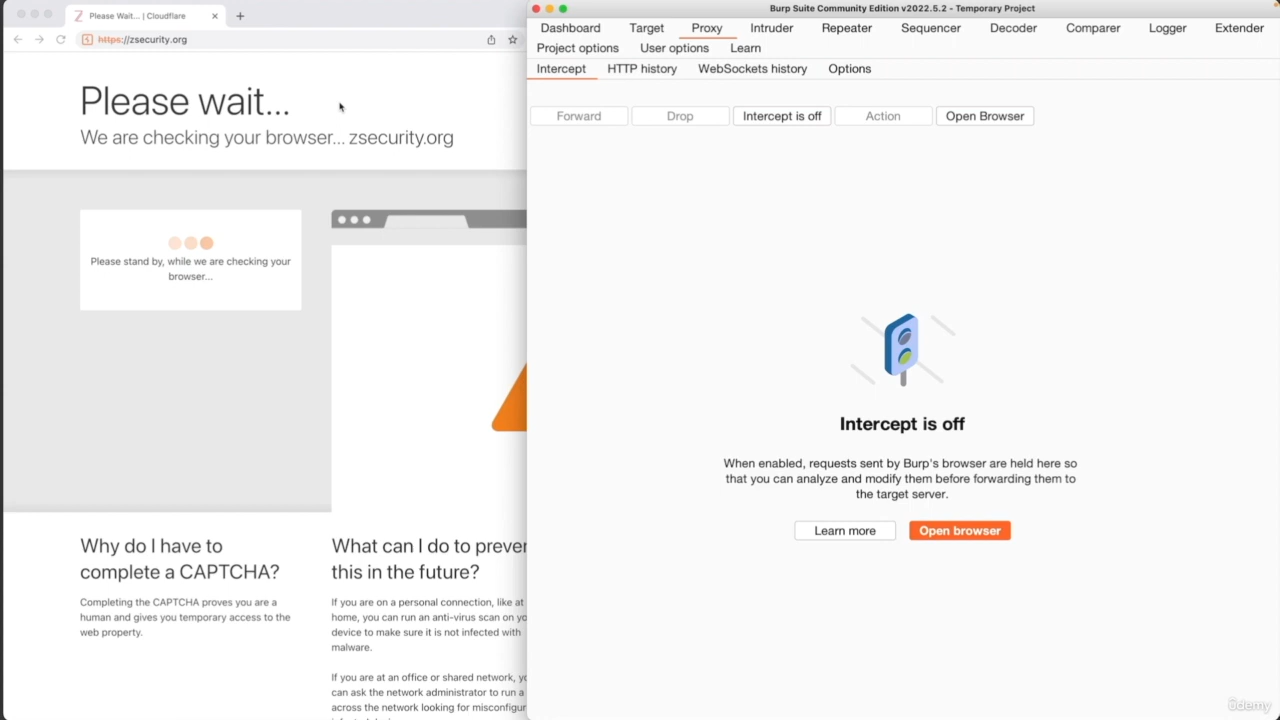 Please Wait... | Cloudflare
https://zsecurity.org
Please wait...
We are checking your browser... zsecurity.org
Please stand by, while we are checking your
browser...
Why do I have to
complete a CAPTCHA?
Completing the CAPTCHA proves you are a
human and gives you temporary access to the
web property.
What can I do to preven
this in the future?
If you are on a personal connection, like at
home, you can run an anti-virus scan on yo
device to make sure it is not infected with
malware.
If you are at an office or shared network, yo
can ask the network administrator to run a
across the network looking for misconfigur
Burp Suite Community Edition v2022.5.2 - Temporary Project
Dashboard Target Proxy Intruder Repeater Sequencer Decoder Comparer Logger Extender
Project options User options Learn
Intercept HTTP history WebSockets history Options
Forward Drop Intercept is off Action Open Browser
Intercept is off
When enabled, requests sent by Burp's browser are held here so
that you can analyze and modify them before forwarding them to
the target server.
Learn more Open browser
ûdemy